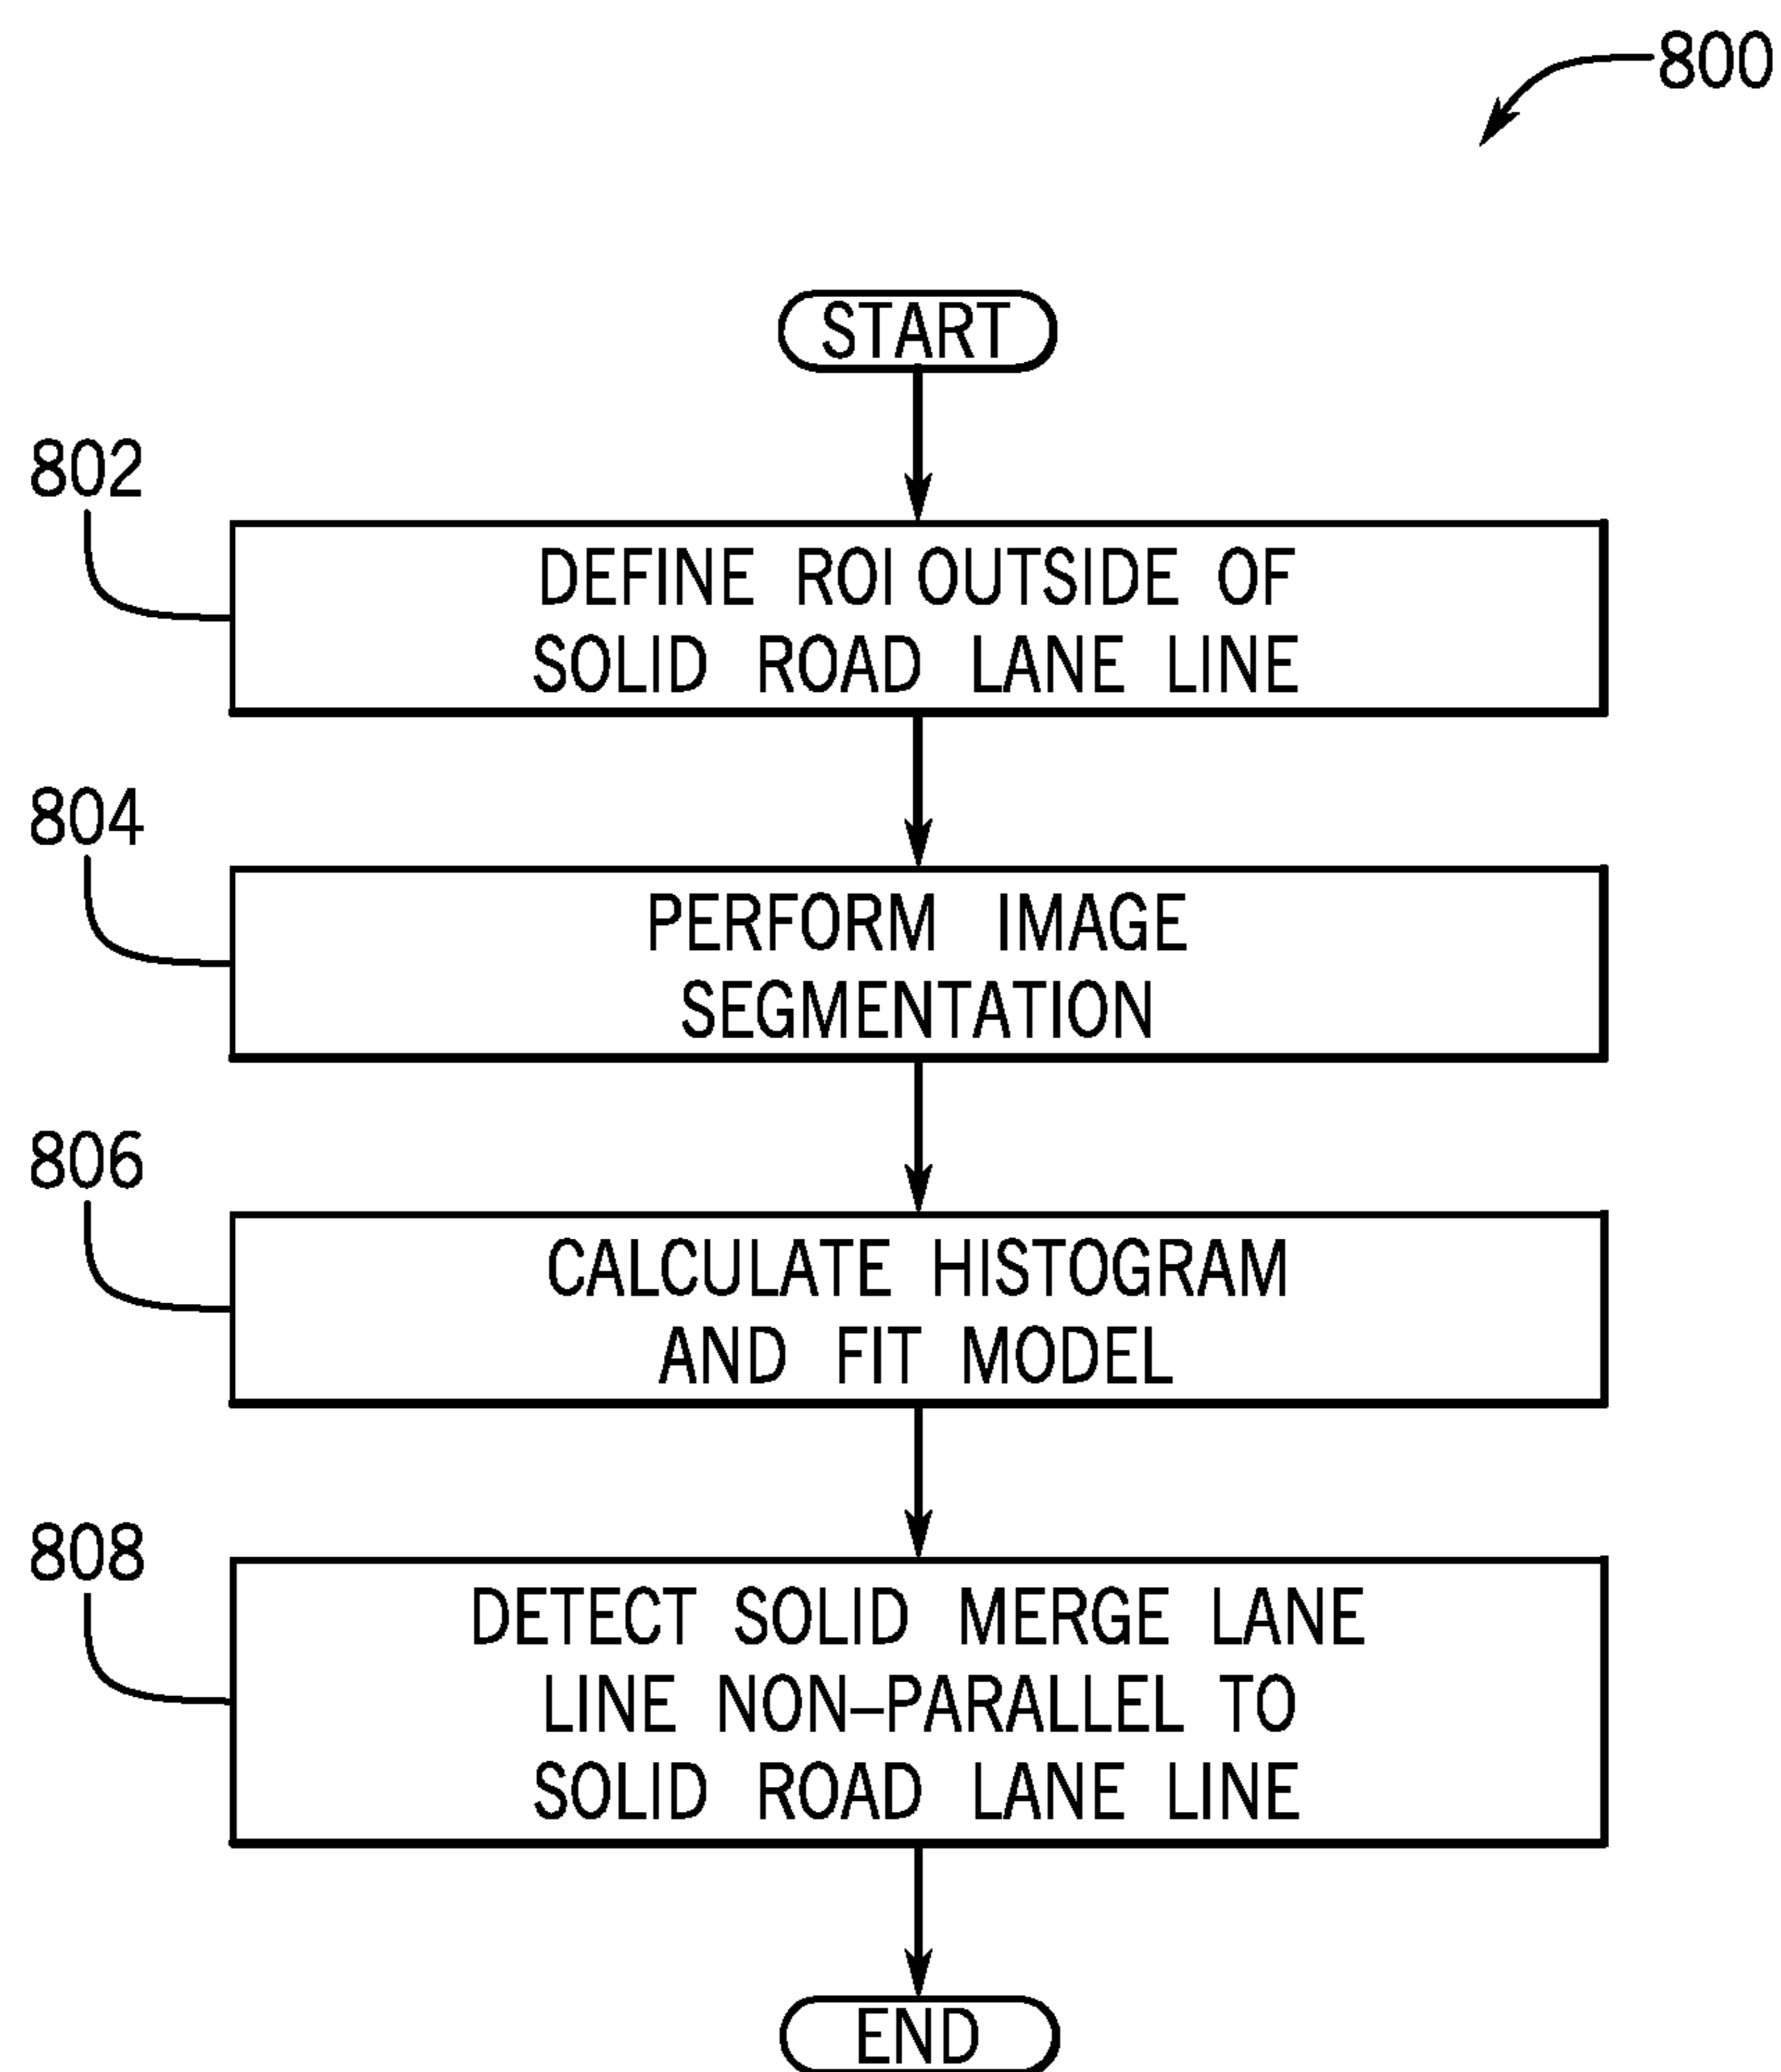 800
START
802
DEFINE ROI OUTSIDE OF
SOLID ROAD LANE LINE
804
PERFORM IMAGE
SEGMENTATION
806
CALCULATE HISTOGRAM
AND FIT MODEL
808
DETECT SOLID MERGE LANE
LINE NON-PARALLEL TO
SOLID ROAD LANE LINE
END